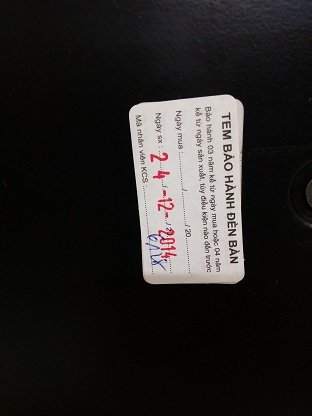 TEM BẢO HÀNH ĐÈN BÀN
Bảo hành 03 năm kể từ ngày mua hoặc 04 năm
kể từ ngày sản xuất, tùy điều kiện nào đến trước
Ngày mua :............/............/ 20 ......
Ngày sx : 24/-12-/2014
Mã nhân viên KCS ..........